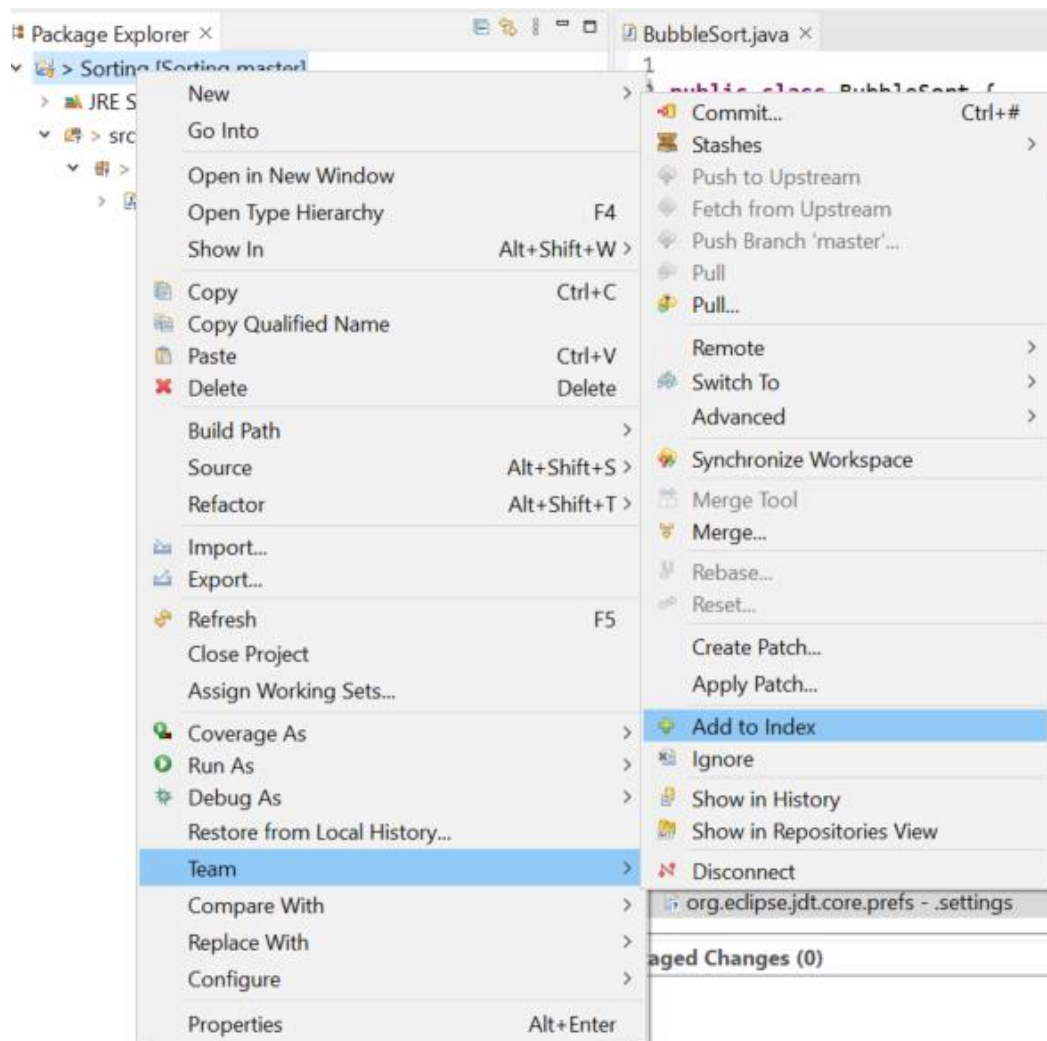 Package Explorer
BubbleSort.java
> Sorting [Sorting master]
1
public class BubbleSort {
> JRE S
> src
>
New
Go Into
Open in New Window
Open Type Hierarchy F4
Show In Alt+Shift+W >
Copy Ctrl+C
Copy Qualified Name
Paste Ctrl+V
Delete Delete
Build Path
Source Alt+Shift+S >
Refactor Alt+Shift+T >
Import...
Export...
Refresh F5
Close Project
Assign Working Sets...
Coverage As
Run As
Debug As
Restore from Local History...
Team
Compare With
Replace With
Configure
Properties Alt+Enter
Commit... Ctrl+#
Stashes
Push to Upstream
Fetch from Upstream
Push Branch 'master'...
Pull
Pull...
Remote
Switch To
Advanced
Synchronize Workspace
Merge Tool
Merge...
Rebase...
Reset...
Create Patch...
Apply Patch...
Add to Index
Ignore
Show in History
Show in Repositories View
Disconnect
org.eclipse.jdt.core.prefs - .settings
aged Changes (0)